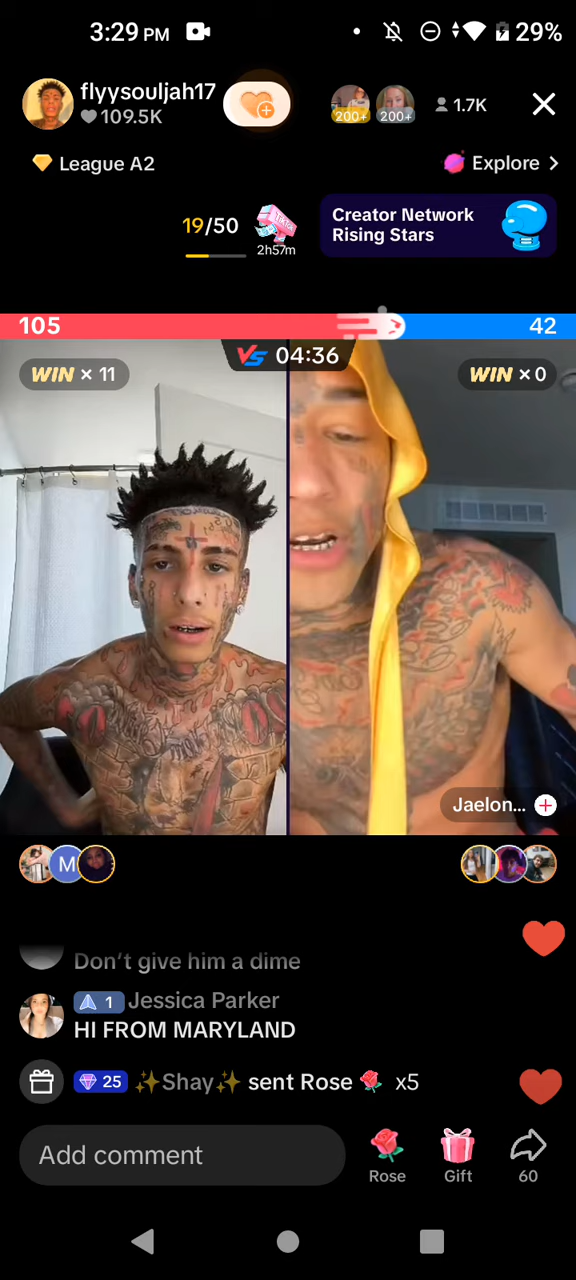 3:29 PM
29%
flyysouljah17
109.5K
200+
200+
1.7K
League A2
Explore
19/50
2h57m
Creator Network
Rising Stars
105
42
VS 04:36
WIN × 11
WIN × 0
Jaelon...
M
Don't give him a dime
1 Jessica Parker
HI FROM MARYLAND
25 ✨Shay✨ sent Rose 🌹 x5
Add comment
Rose
Gift
60